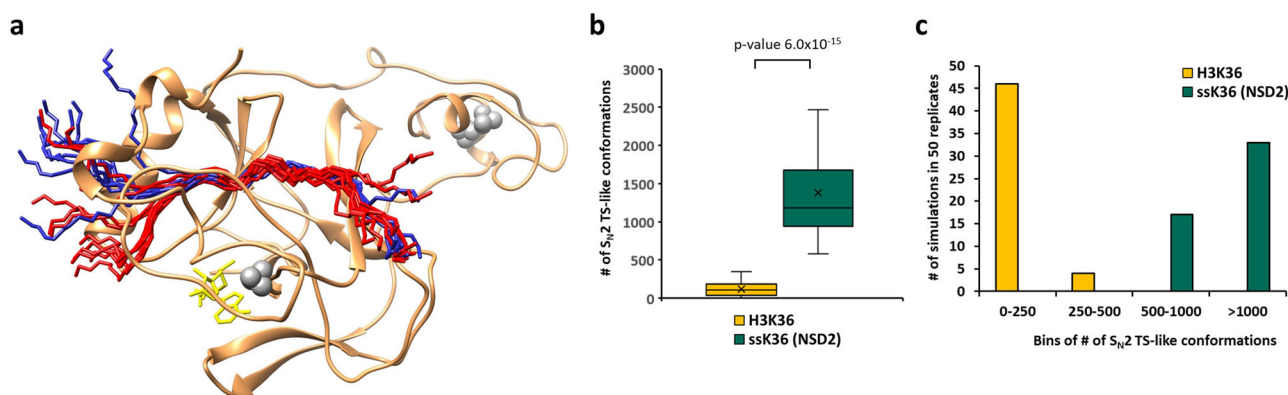 a
b
p-value 6.0x10⁻¹⁵
# of Sₙ2 TS-like conformations
3000
2500
2000
1500
1000
500
0
H3K36
ssK36 (NSD2)
c
# of simulations in 50 replicates
50
45
40
35
30
25
20
15
10
5
0
H3K36
ssK36 (NSD2)
0-250
250-500
500-1000
>1000
Bins of # of Sₙ2 TS-like conformations